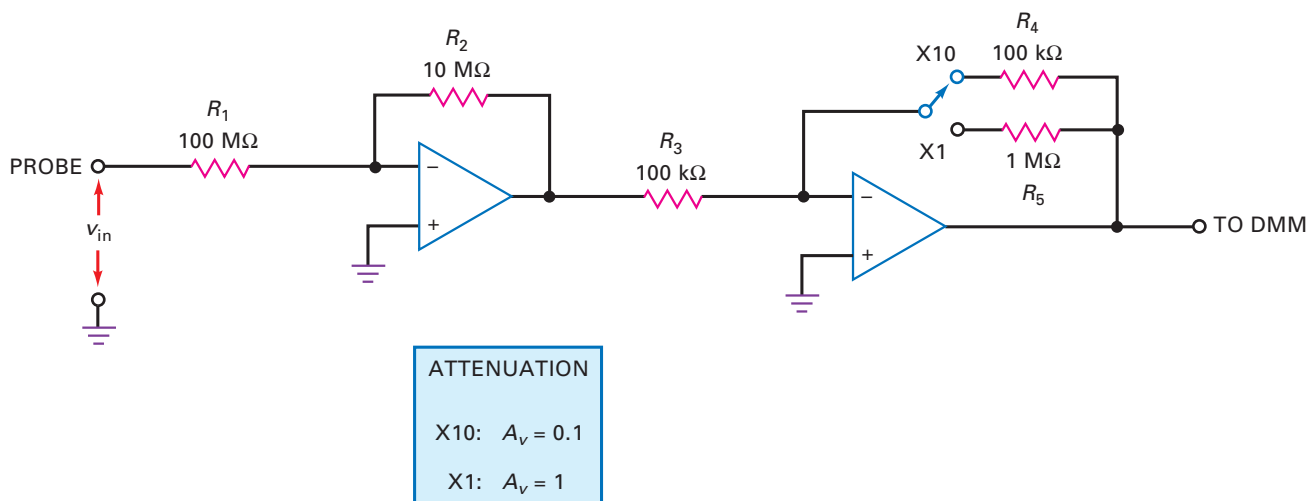 R2
10 MΩ
R1
100 MΩ
PROBE
vin
−
+
R3
100 kΩ
X10
R4
100 kΩ
X1
1 MΩ
R5
−
+
TO DMM
ATTENUATION
X10: Av = 0.1
X1: Av = 1